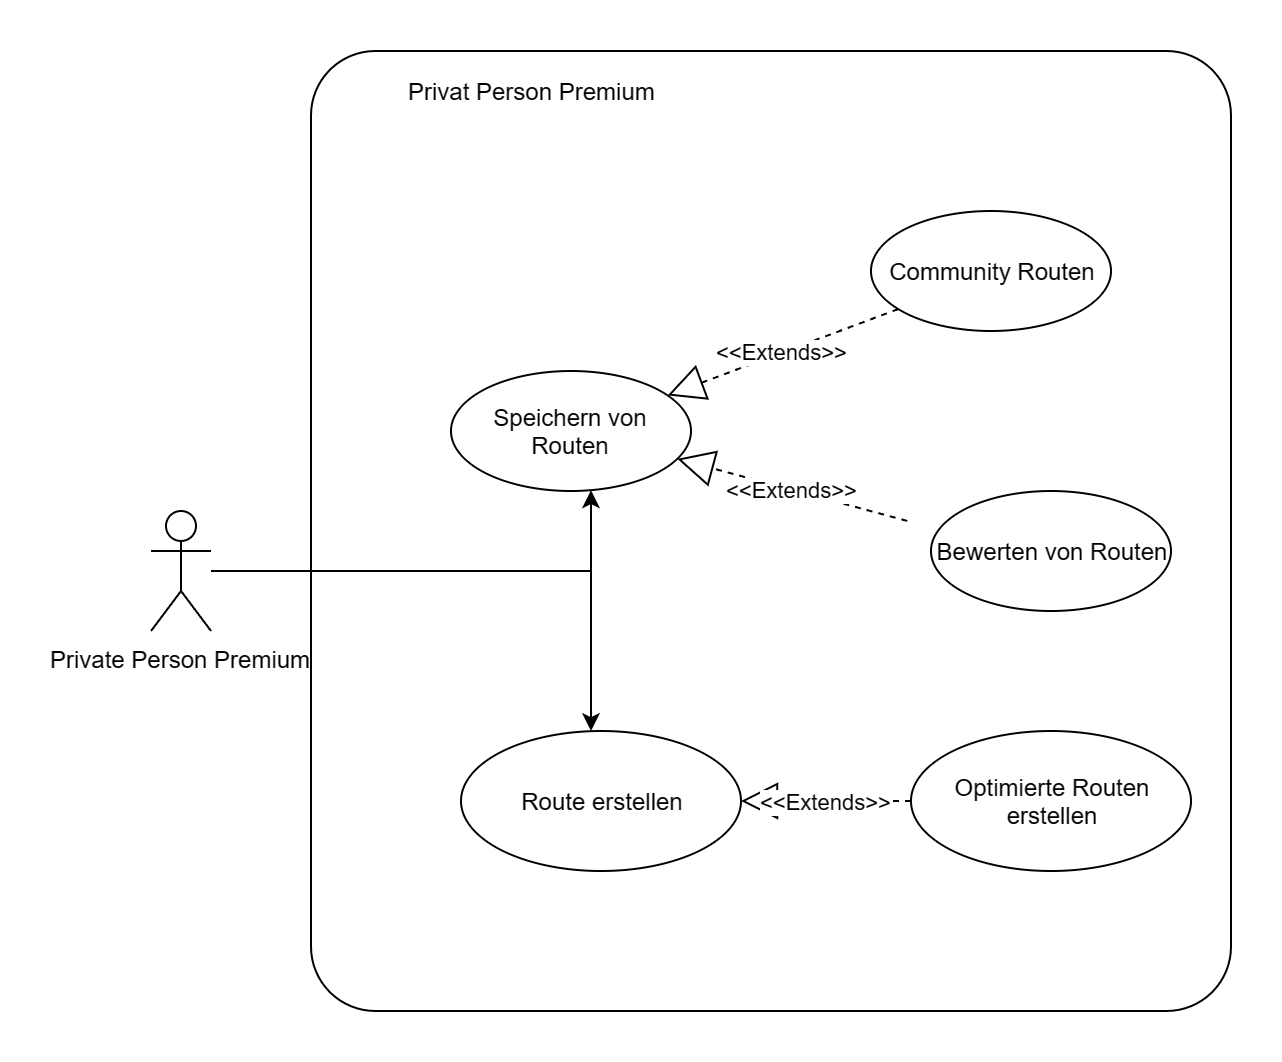 Privat Person Premium
Community Routen
<<Extends>>
Speichern von
Routen
<<Extends>>
Bewerten von Routen
Private Person Premium
Route erstellen
<<Extends>>
Optimierte Routen
erstellen